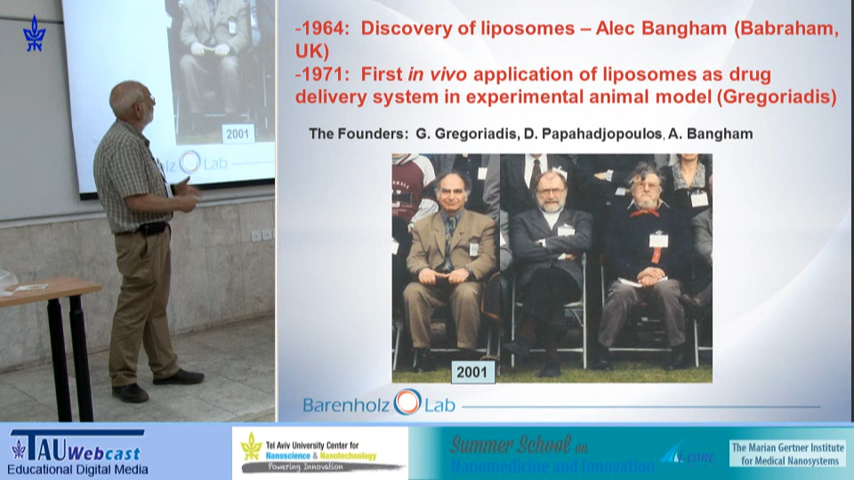 -1964: Discovery of liposomes – Alec Bangham (Babraham,
UK)
-1971: First in vivo application of liposomes as drug
delivery system in experimental animal model (Gregoriadis)
The Founders: G. Gregoriadis, D. Papahadjopoulos, A. Bangham
2001
Barenholz Lab
2001
lz Lab
TAU Webcast
Educational Digital Media
Tel Aviv University Center for
Nanoscience & Nanotechnology
Powering Innovation
Summer School on
Nanomedicine and Innovation
I-CORE
The Marian Gertner Institute
for Medical Nanosystems